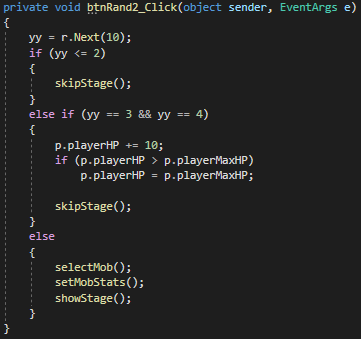 private void btnRand2_Click(object sender, EventArgs e)
{
    yy = r.Next(10);
    if (yy <= 2)
    {
        skipStage();
    }
    else if (yy == 3 && yy == 4)
    {
        p.playerHP += 10;
        if (p.playerHP > p.playerMaxHP)
            p.playerHP = p.playerMaxHP;

        skipStage();
    }
    else
    {
        selectMob();
        setMobStats();
        showStage();
    }
}